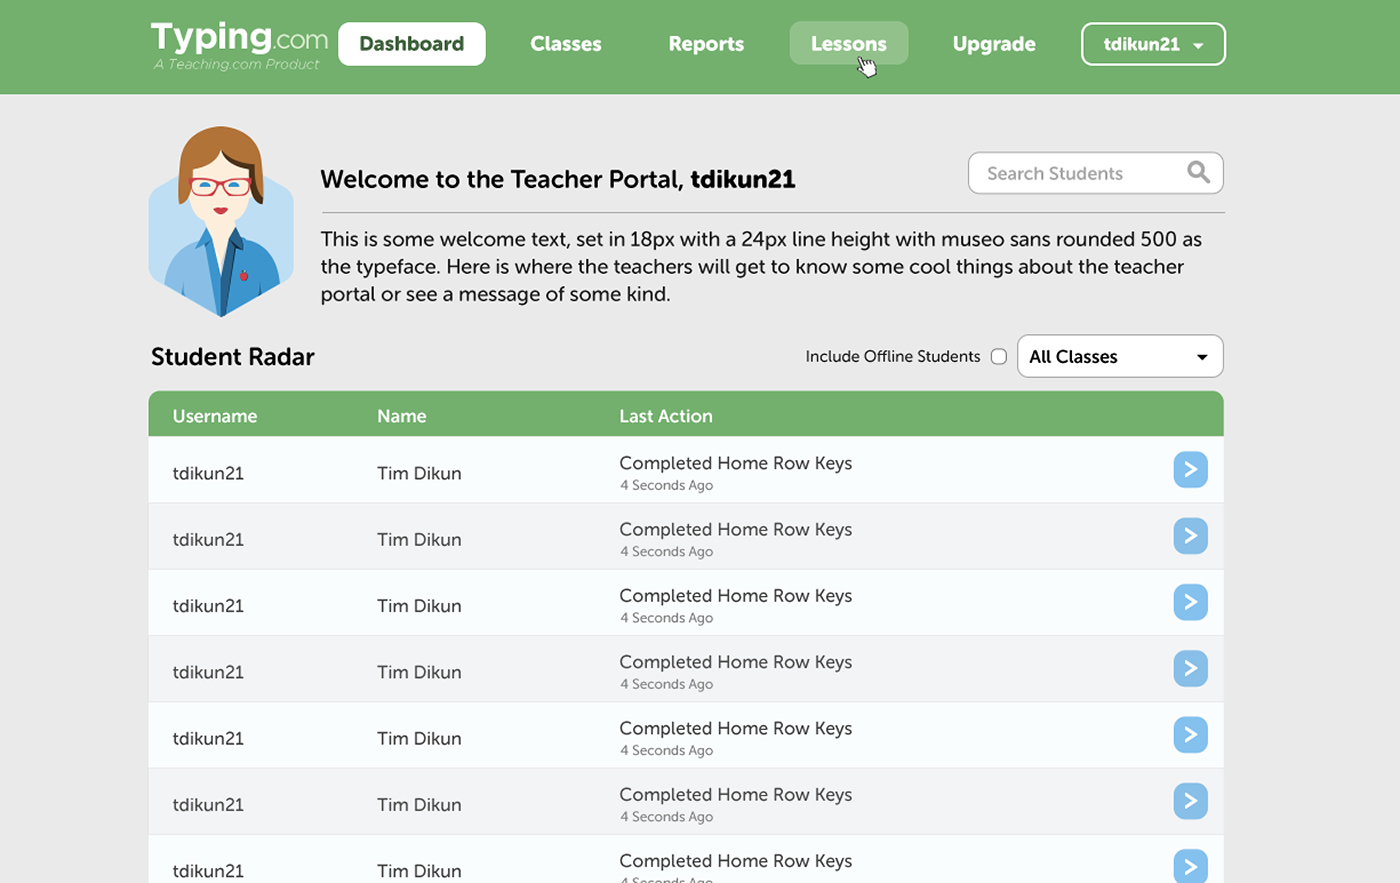 Typing.com
A Teaching.com Product
Dashboard
Classes
Reports
Lessons
Upgrade
tdikun21
Welcome to the Teacher Portal, tdikun21
Search Students
This is some welcome text, set in 18px with a 24px line height with museo sans rounded 500 as
the typeface. Here is where the teachers will get to know some cool things about the teacher
portal or see a message of some kind.
Student Radar
Include Offline Students
All Classes
Username Name Last Action
tdikun21 Tim Dikun Completed Home Row Keys
4 Seconds Ago
tdikun21 Tim Dikun Completed Home Row Keys
4 Seconds Ago
tdikun21 Tim Dikun Completed Home Row Keys
4 Seconds Ago
tdikun21 Tim Dikun Completed Home Row Keys
4 Seconds Ago
tdikun21 Tim Dikun Completed Home Row Keys
4 Seconds Ago
tdikun21 Tim Dikun Completed Home Row Keys
4 Seconds Ago
tdikun21 Tim Dikun Completed Home Row Keys
4 Seconds Ago